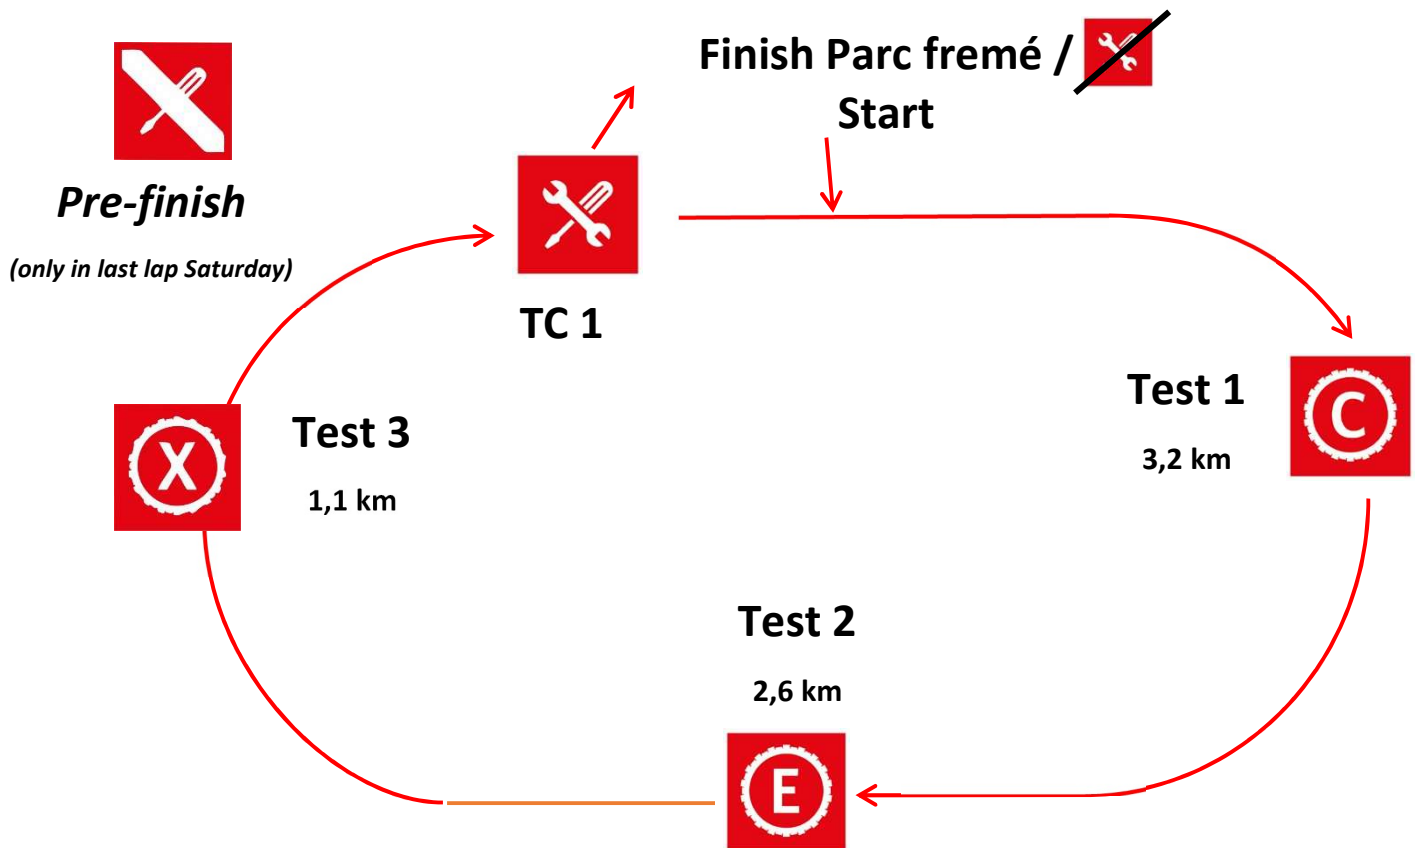 Finish Parc fremé /
Start
Pre-finish
(only in last lap Saturday)
TC 1
Test 1
3,2 km
C
Test 3
1,1 km
X
Test 2
2,6 km
E